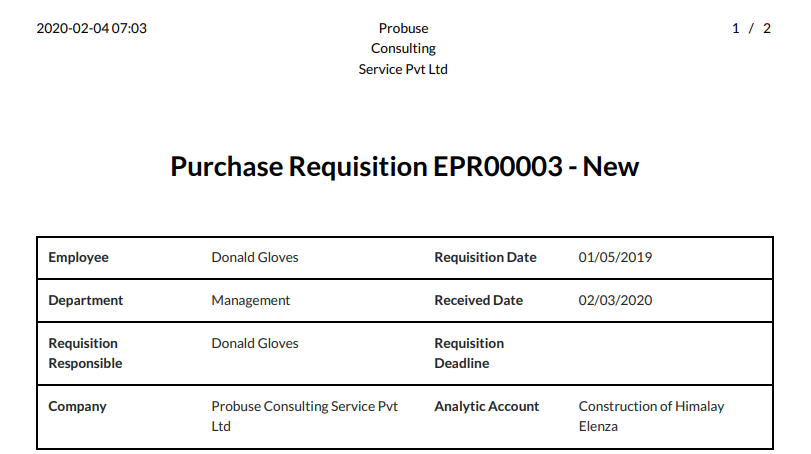 2020-02-04 07:03 Probuse 1 / 2
Consulting
Service Pvt Ltd
Purchase Requisition EPR00003 - New
Employee Donald Gloves Requisition Date 01/05/2019
Department Management Received Date 02/03/2020
Requisition Donald Gloves Requisition
Responsible Deadline
Company Probuse Consulting Service Pvt Analytic Account Construction of Himalay
Ltd Elenza